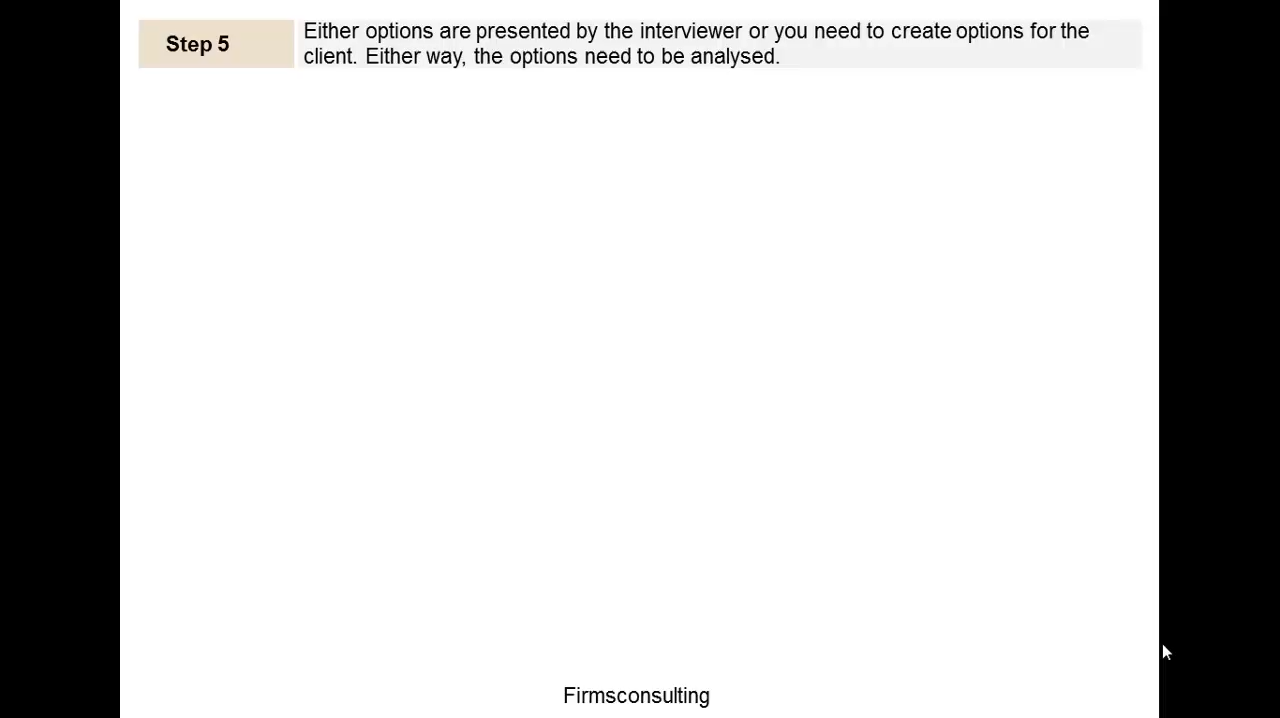 Step 5
Either options are presented by the interviewer or you need to create options for the
client. Either way, the options need to be analysed.
Firmsconsulting